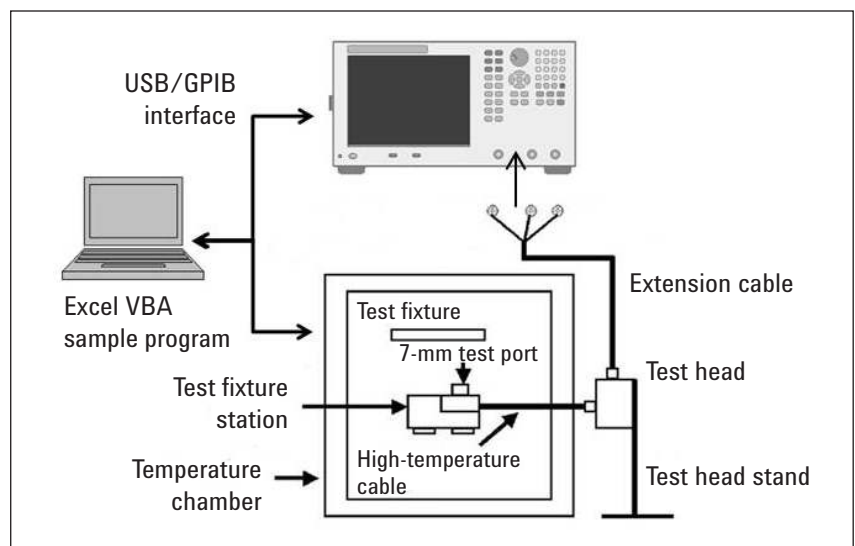 USB/GPIB
interface
Excel VBA
sample program
Extension cable
Test fixture
7-mm test port
Test head
Test fixture
station
High-temperature
cable
Temperature
chamber
Test head stand